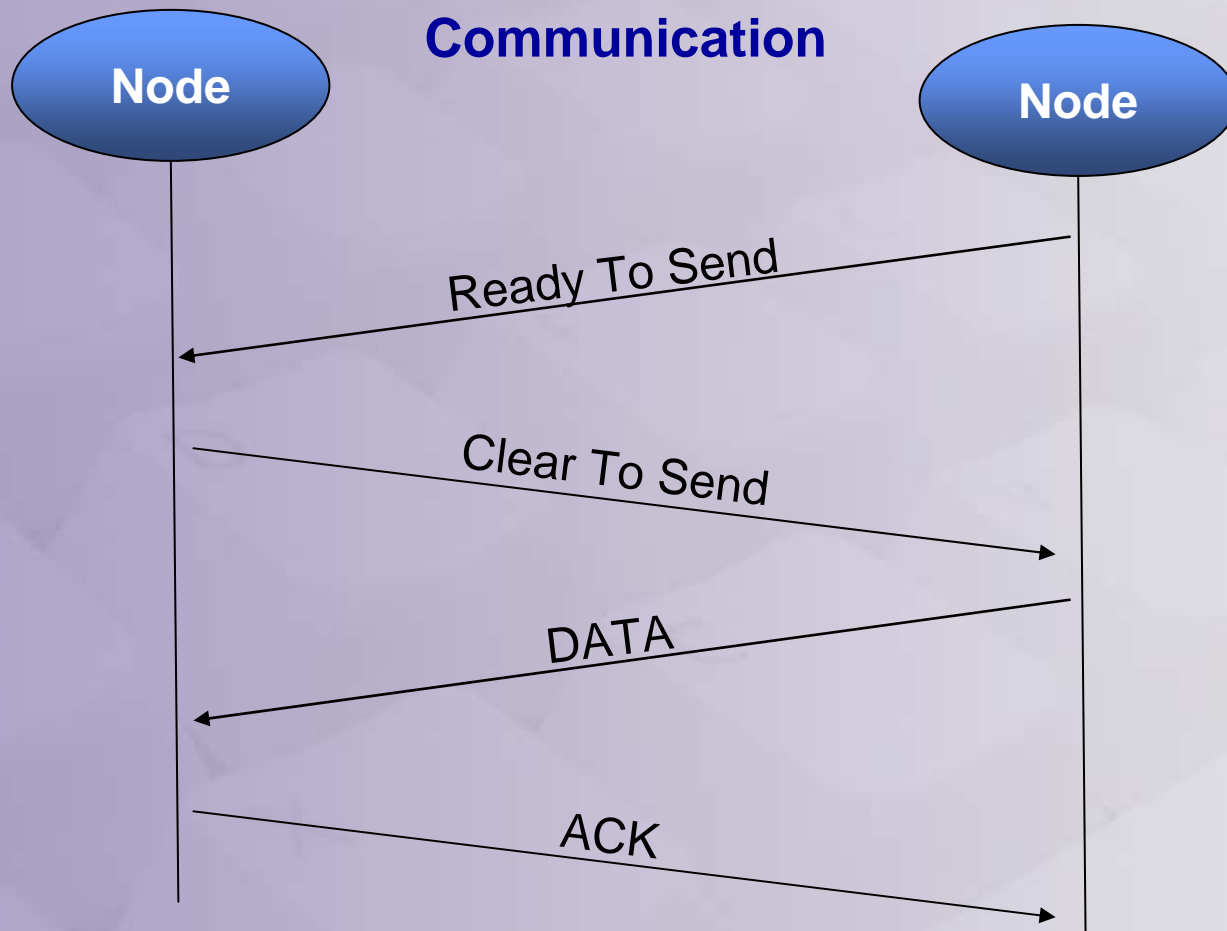 Communication
Node
Node
Ready To Send
Clear To Send
DATA
ACK